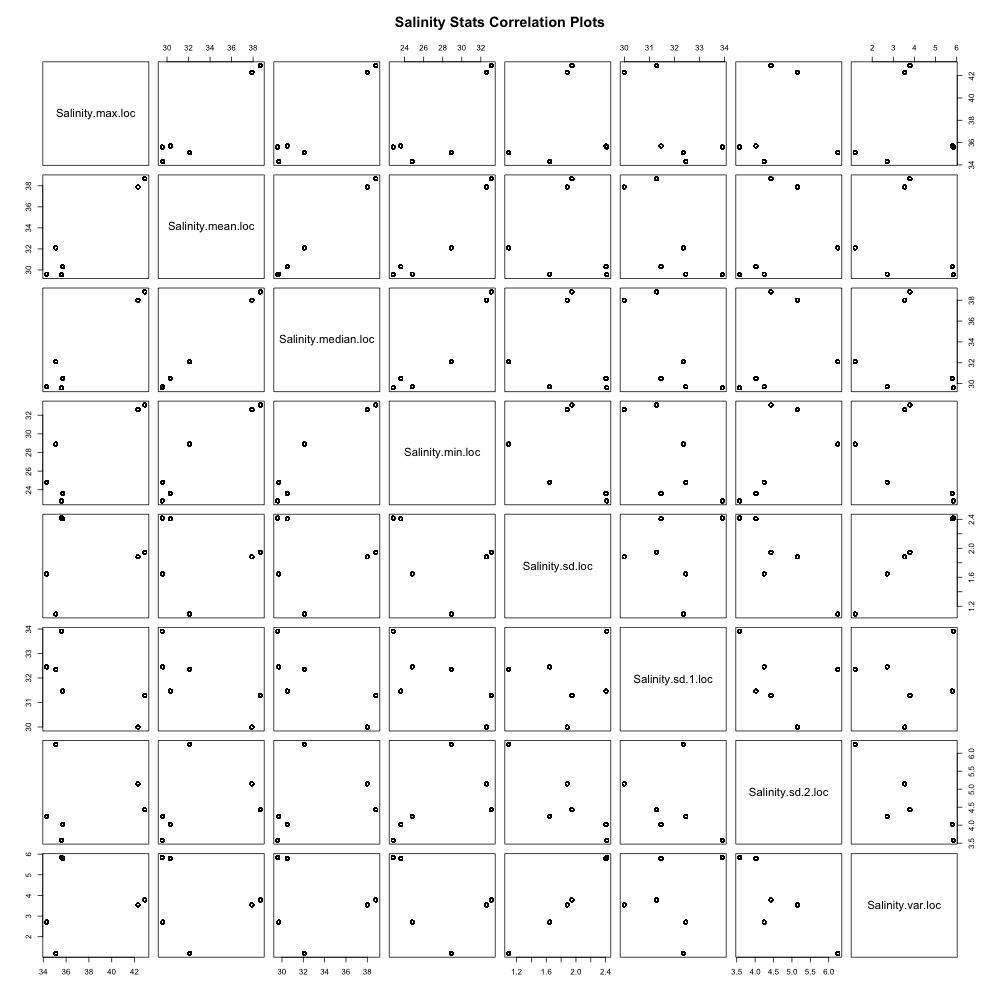 Salinity Stats Correlation Plots
30 32 34 36 38
24 26 28 30 32
30 31 32 33 34
2 3 4 5 6
Salinity.max.loc
34 36 38 40 42
Salinity.mean.loc
30 32 34 36 38
Salinity.median.loc
30 32 34 36 38
Salinity.min.loc
24 26 28 30 32
Salinity.sd.loc
1.2 1.6 2.0 2.4
Salinity.sd.1.loc
30 31 32 33 34
Salinity.sd.2.loc
3.5 4.0 4.5 5.0 5.5 6.0
Salinity.var.loc
2 3 4 5 6
34 36 38 40 42
30 32 34 36 38
1.2 1.6 2.0 2.4
3.5 4.0 4.5 5.0 5.5 6.0